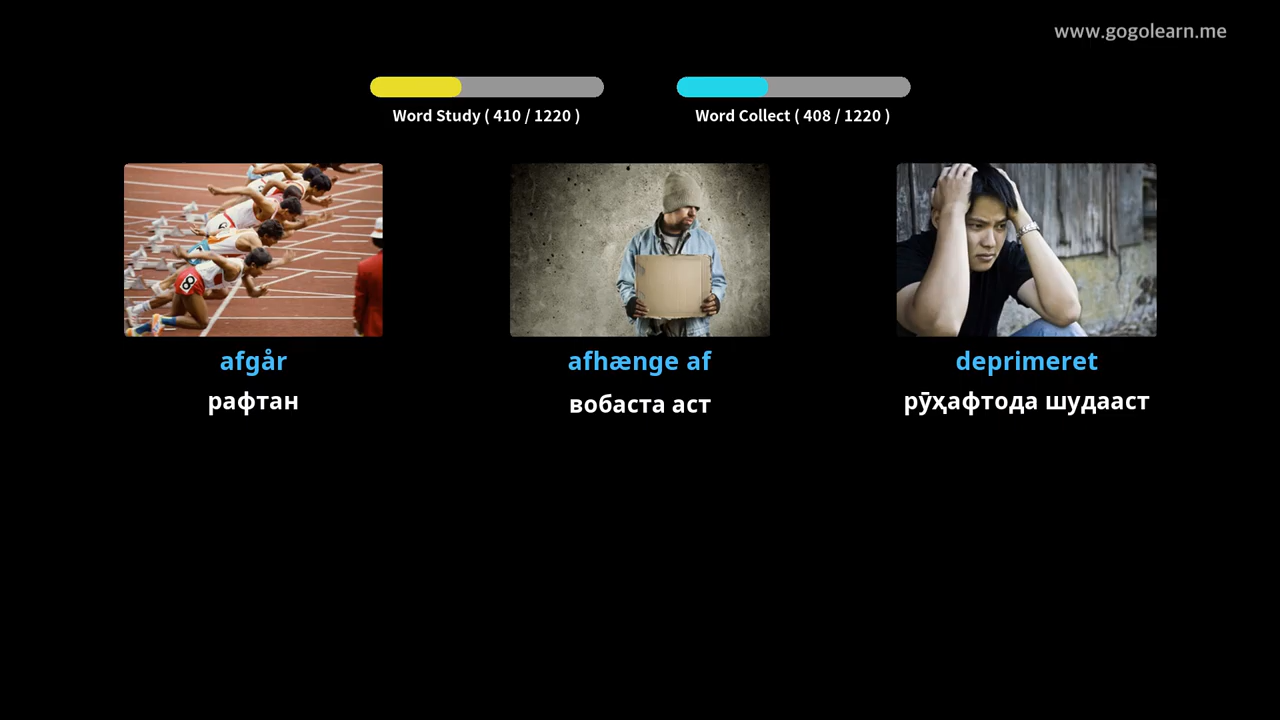 www.gogolearn.me
Word Study ( 410 / 1220 )
Word Collect ( 408 / 1220 )
8
afgår
afhænge af
deprimeret
рафтан
вобаста аст
рӯҳафтода шудааст